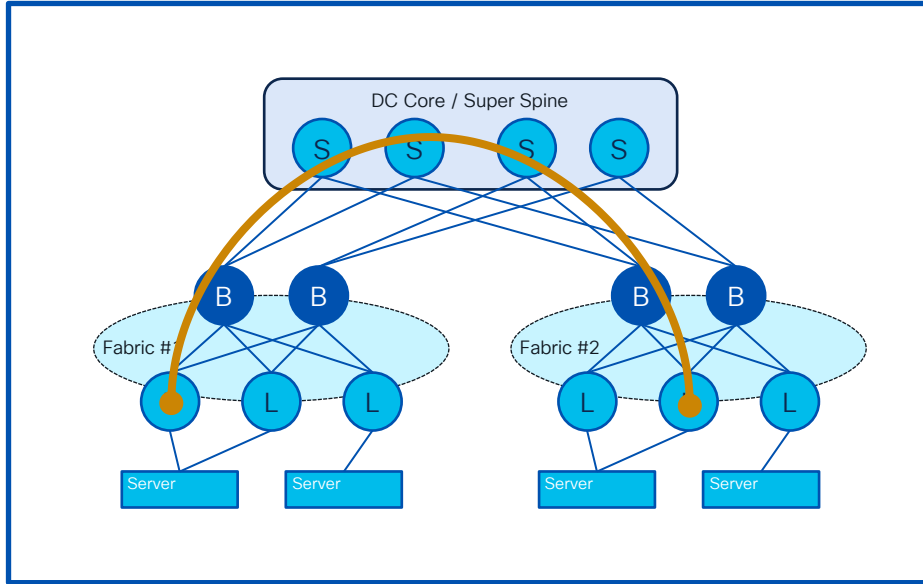 DC Core / Super Spine
S S S S
B B B B
Fabric #1 Fabric #2
L L L L
Server Server Server Server